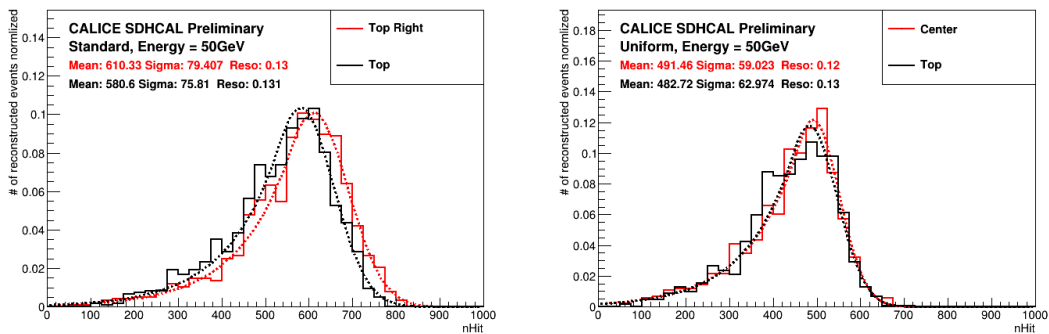 CALICE SDHCAL Preliminary
Standard, Energy = 50GeV
Mean: 610.33 Sigma: 79.407 Reso: 0.13
Mean: 580.6 Sigma: 75.81 Reso: 0.131
Top Right
Top
# of reconstructed events normlized
0.14
0.12
0.1
0.08
0.06
0.04
0.02
0
0 100 200 300 400 500 600 700 800 900 1000
nHit
CALICE SDHCAL Preliminary
Uniform, Energy = 50GeV
Mean: 491.46 Sigma: 59.023 Reso: 0.12
Mean: 482.72 Sigma: 62.974 Reso: 0.13
Center
Top
# of reconstructed events normlized
0.18
0.16
0.14
0.12
0.10
0.08
0.06
0.04
0.02
0 100 200 300 400 500 600 700 800 900 1000
nHit